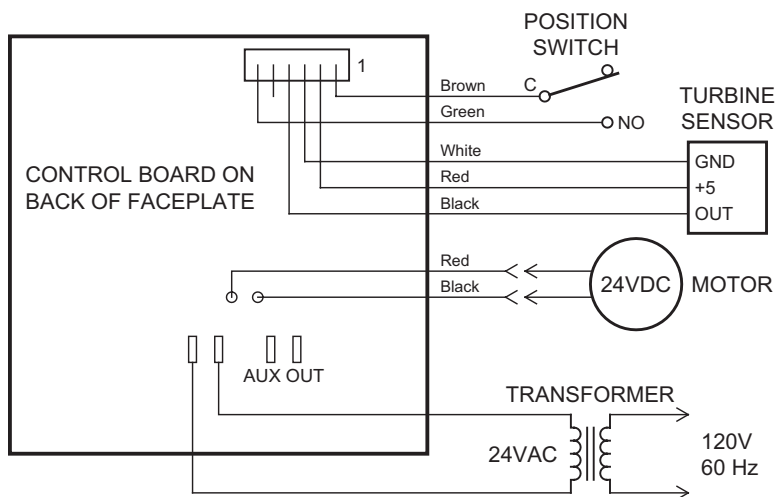 POSITION
SWITCH
1
Brown
C
TURBINE
SENSOR
Green
NO
White
GND
CONTROL BOARD ON
BACK OF FACEPLATE
Red
+5
Black
OUT
Red
24VDC
MOTOR
Black
AUX OUT
TRANSFORMER
24VAC
120V
60 Hz